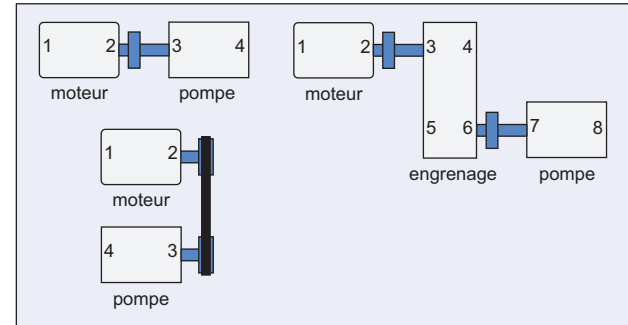 1 2 3 4
moteur pompe
1 2 3 4
moteur
5 6 7 8
engrenage pompe
1 2
moteur
4 3
pompe